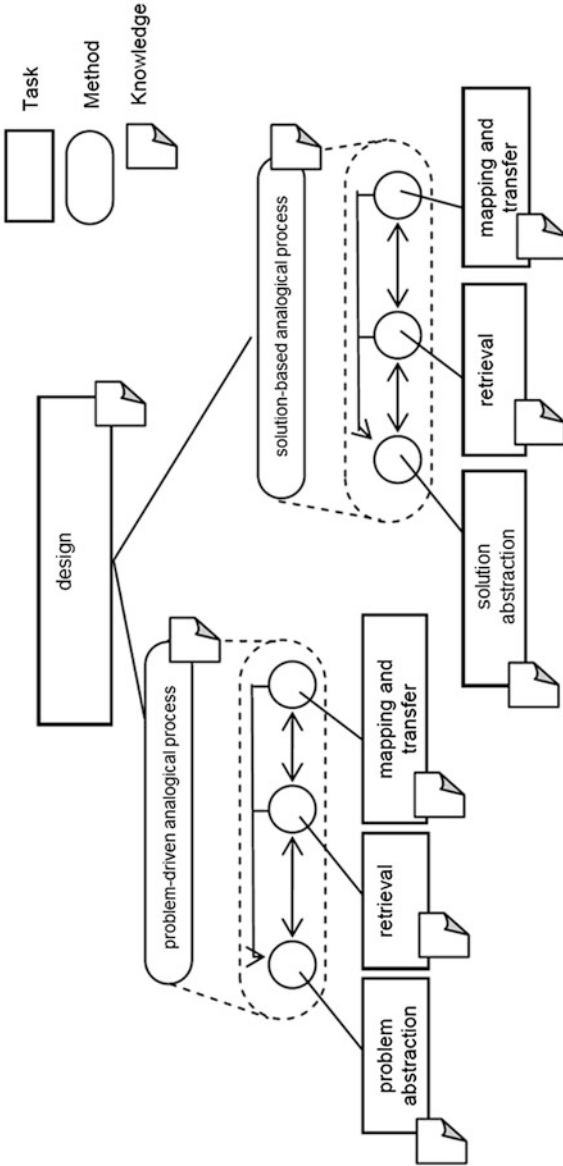 Task
Method
Knowledge
design
problem-driven analogical process
solution-based analogical process
problem
abstraction
retrieval
mapping and
transfer
solution
abstraction
retrieval
mapping and
transfer